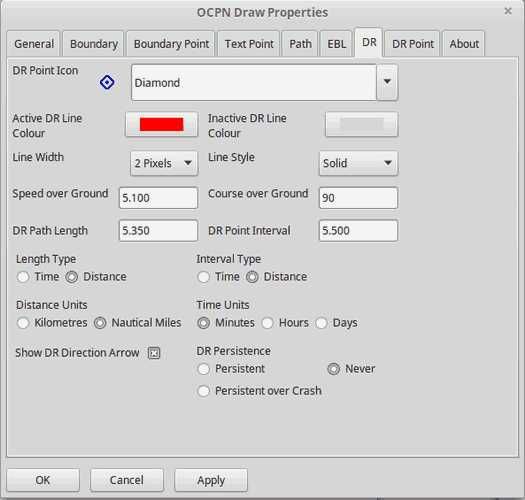 OCPN Draw Properties
General Boundary Boundary Point Text Point Path EBL DR DR Point About
DR Point Icon
Diamond
Active DR Line Colour
Inactive DR Line Colour
Line Width 2 Pixels Line Style Solid
Speed over Ground 5.100 Course over Ground 90
DR Path Length 5.350 DR Point Interval 5.500
Length Type Interval Type
Time Distance Time Distance
Distance Units Time Units
Kilometres Nautical Miles Minutes Hours Days
Show DR Direction Arrow DR Persistence
Persistent Never
Persistent over Crash
OK Cancel Apply